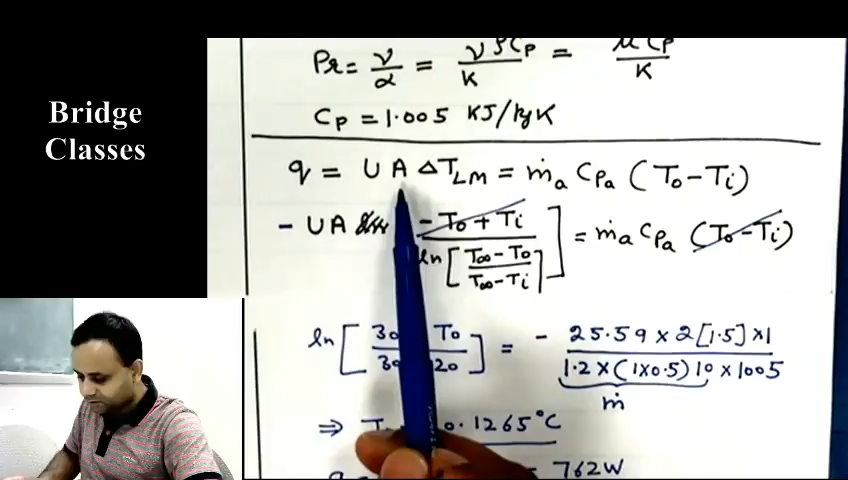 Bridge
Classes
Pr = ν/α = νρCp/K = μCp/K
Cp = 1.005 KJ/kgK
q = U A ΔT_LM = ṁa Cpa (To - Ti)
- UA - To + Ti / ln[T∞ - To / T∞ - Ti] ] = ṁa Cpa (To - Ti)
ln[ 30 To / 30 20 ] = - 25.59 × 2[1.5] × 1 / 1.2 × (1×0.5) 10 × 1005
ṁ
⇒ T 0.1265°C
= 762W